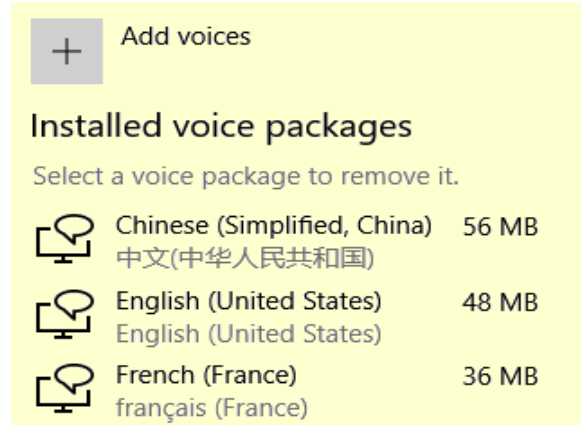 Add voices
Installed voice packages
Select a voice package to remove it.
Chinese (Simplified, China) 56 MB
中文(中华人民共和国)
English (United States) 48 MB
English (United States)
French (France) 36 MB
français (France)